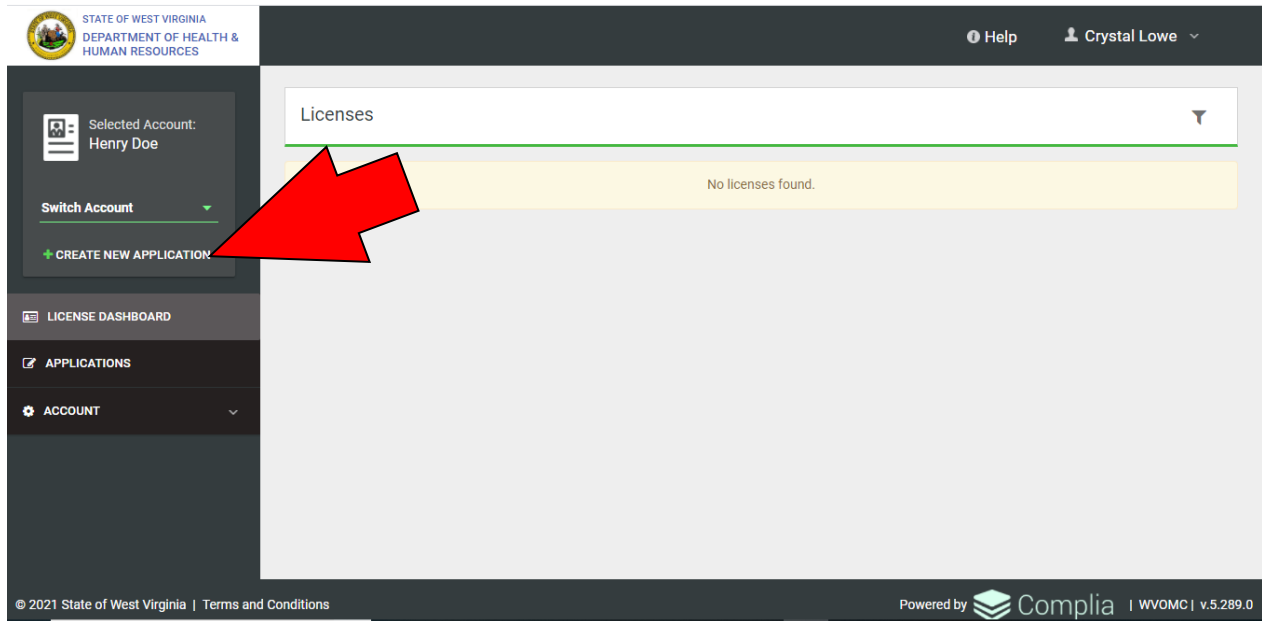 STATE OF WEST VIRGINIA
DEPARTMENT OF HEALTH &
HUMAN RESOURCES
Help
Crystal Lowe
Selected Account:
Henry Doe
Switch Account
+ CREATE NEW APPLICATION
LICENSE DASHBOARD
APPLICATIONS
ACCOUNT
Licenses
No licenses found.
© 2021 State of West Virginia | Terms and Conditions
Powered by Complia | WVOMC | v.5.289.0